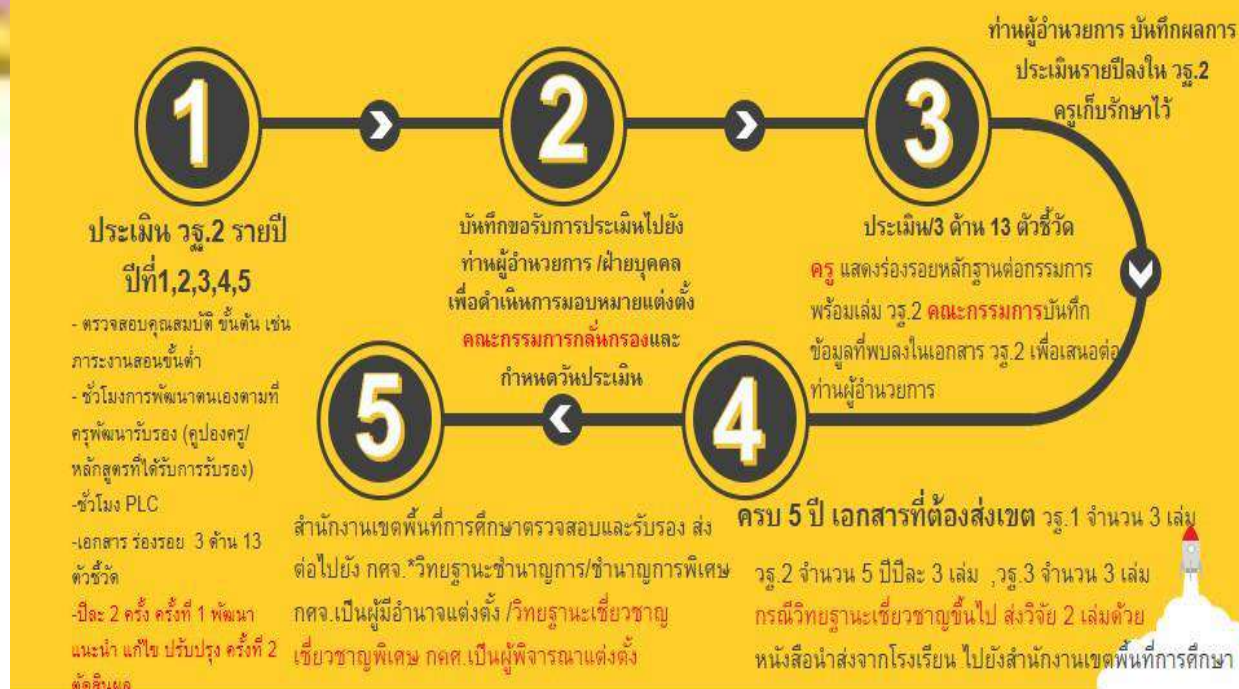 1
ประเมิน วฐ.2 รายปี
ปีที่1,2,3,4,5
- ตรวจสอบคุณสมบัติ ขั้นต้น เช่น
ภาระงานสอนขั้นต่ำ
- ชั่วโมงการพัฒนาตนเองตามที่
ครุพัฒนารับรอง (คูปองครู/
หลักสูตรที่ได้รับการรับรอง)
-ชั่วโมง PLC
-เอกสาร ร่องรอย 3 ด้าน 13
ตัวชี้วัด
-ปีละ 2 ครั้ง ครั้งที่ 1 พัฒนา
แนะนำ แก้ไข ปรับปรุง ครั้งที่ 2
ตัดสินผล
2
บันทึกขอรับการประเมินไปยัง
ท่านผู้อำนวยการ /ฝ่ายบุคคล
เพื่อดำเนินการมอบหมายแต่งตั้ง
คณะกรรมการกลั่นกรองและ
กำหนดวันประเมิน
3
ท่านผู้อำนวยการ บันทึกผลการ
ประเมินรายปีลงใน วฐ.2
ครูเก็บรักษาไว้
ประเมิน/3 ด้าน 13 ตัวชี้วัด
ครู แสดงร่องรอยหลักฐานต่อกรรมการ
พร้อมเล่ม วฐ.2 คณะกรรมการบันทึก
ข้อมูลที่พบลงในเอกสาร วฐ.2 เพื่อเสนอต่อ
ท่านผู้อำนวยการ
4
ครบ 5 ปี เอกสารที่ต้องส่งเขต วฐ.1 จำนวน 3 เล่ม
วฐ.2 จำนวน 5 ปีปีละ 3 เล่ม ,วฐ.3 จำนวน 3 เล่ม
กรณีวิทยฐานะเชี่ยวชาญขึ้นไป ส่งวิจัย 2 เล่มด้วย
หนังสือนำส่งจากโรงเรียน ไปยังสำนักงานเขตพื้นที่การศึกษา
5
สำนักงานเขตพื้นที่การศึกษาตรวจสอบและรับรอง ส่ง
ต่อไปยัง กศจ.*วิทยฐานะชำนาญการ/ชำนาญการพิเศษ
กศจ.เป็นผู้มีอำนาจแต่งตั้ง /วิทยฐานะเชี่ยวชาญ
เชี่ยวชาญพิเศษ กคศ.เป็นผู้พิจารณาแต่งตั้ง